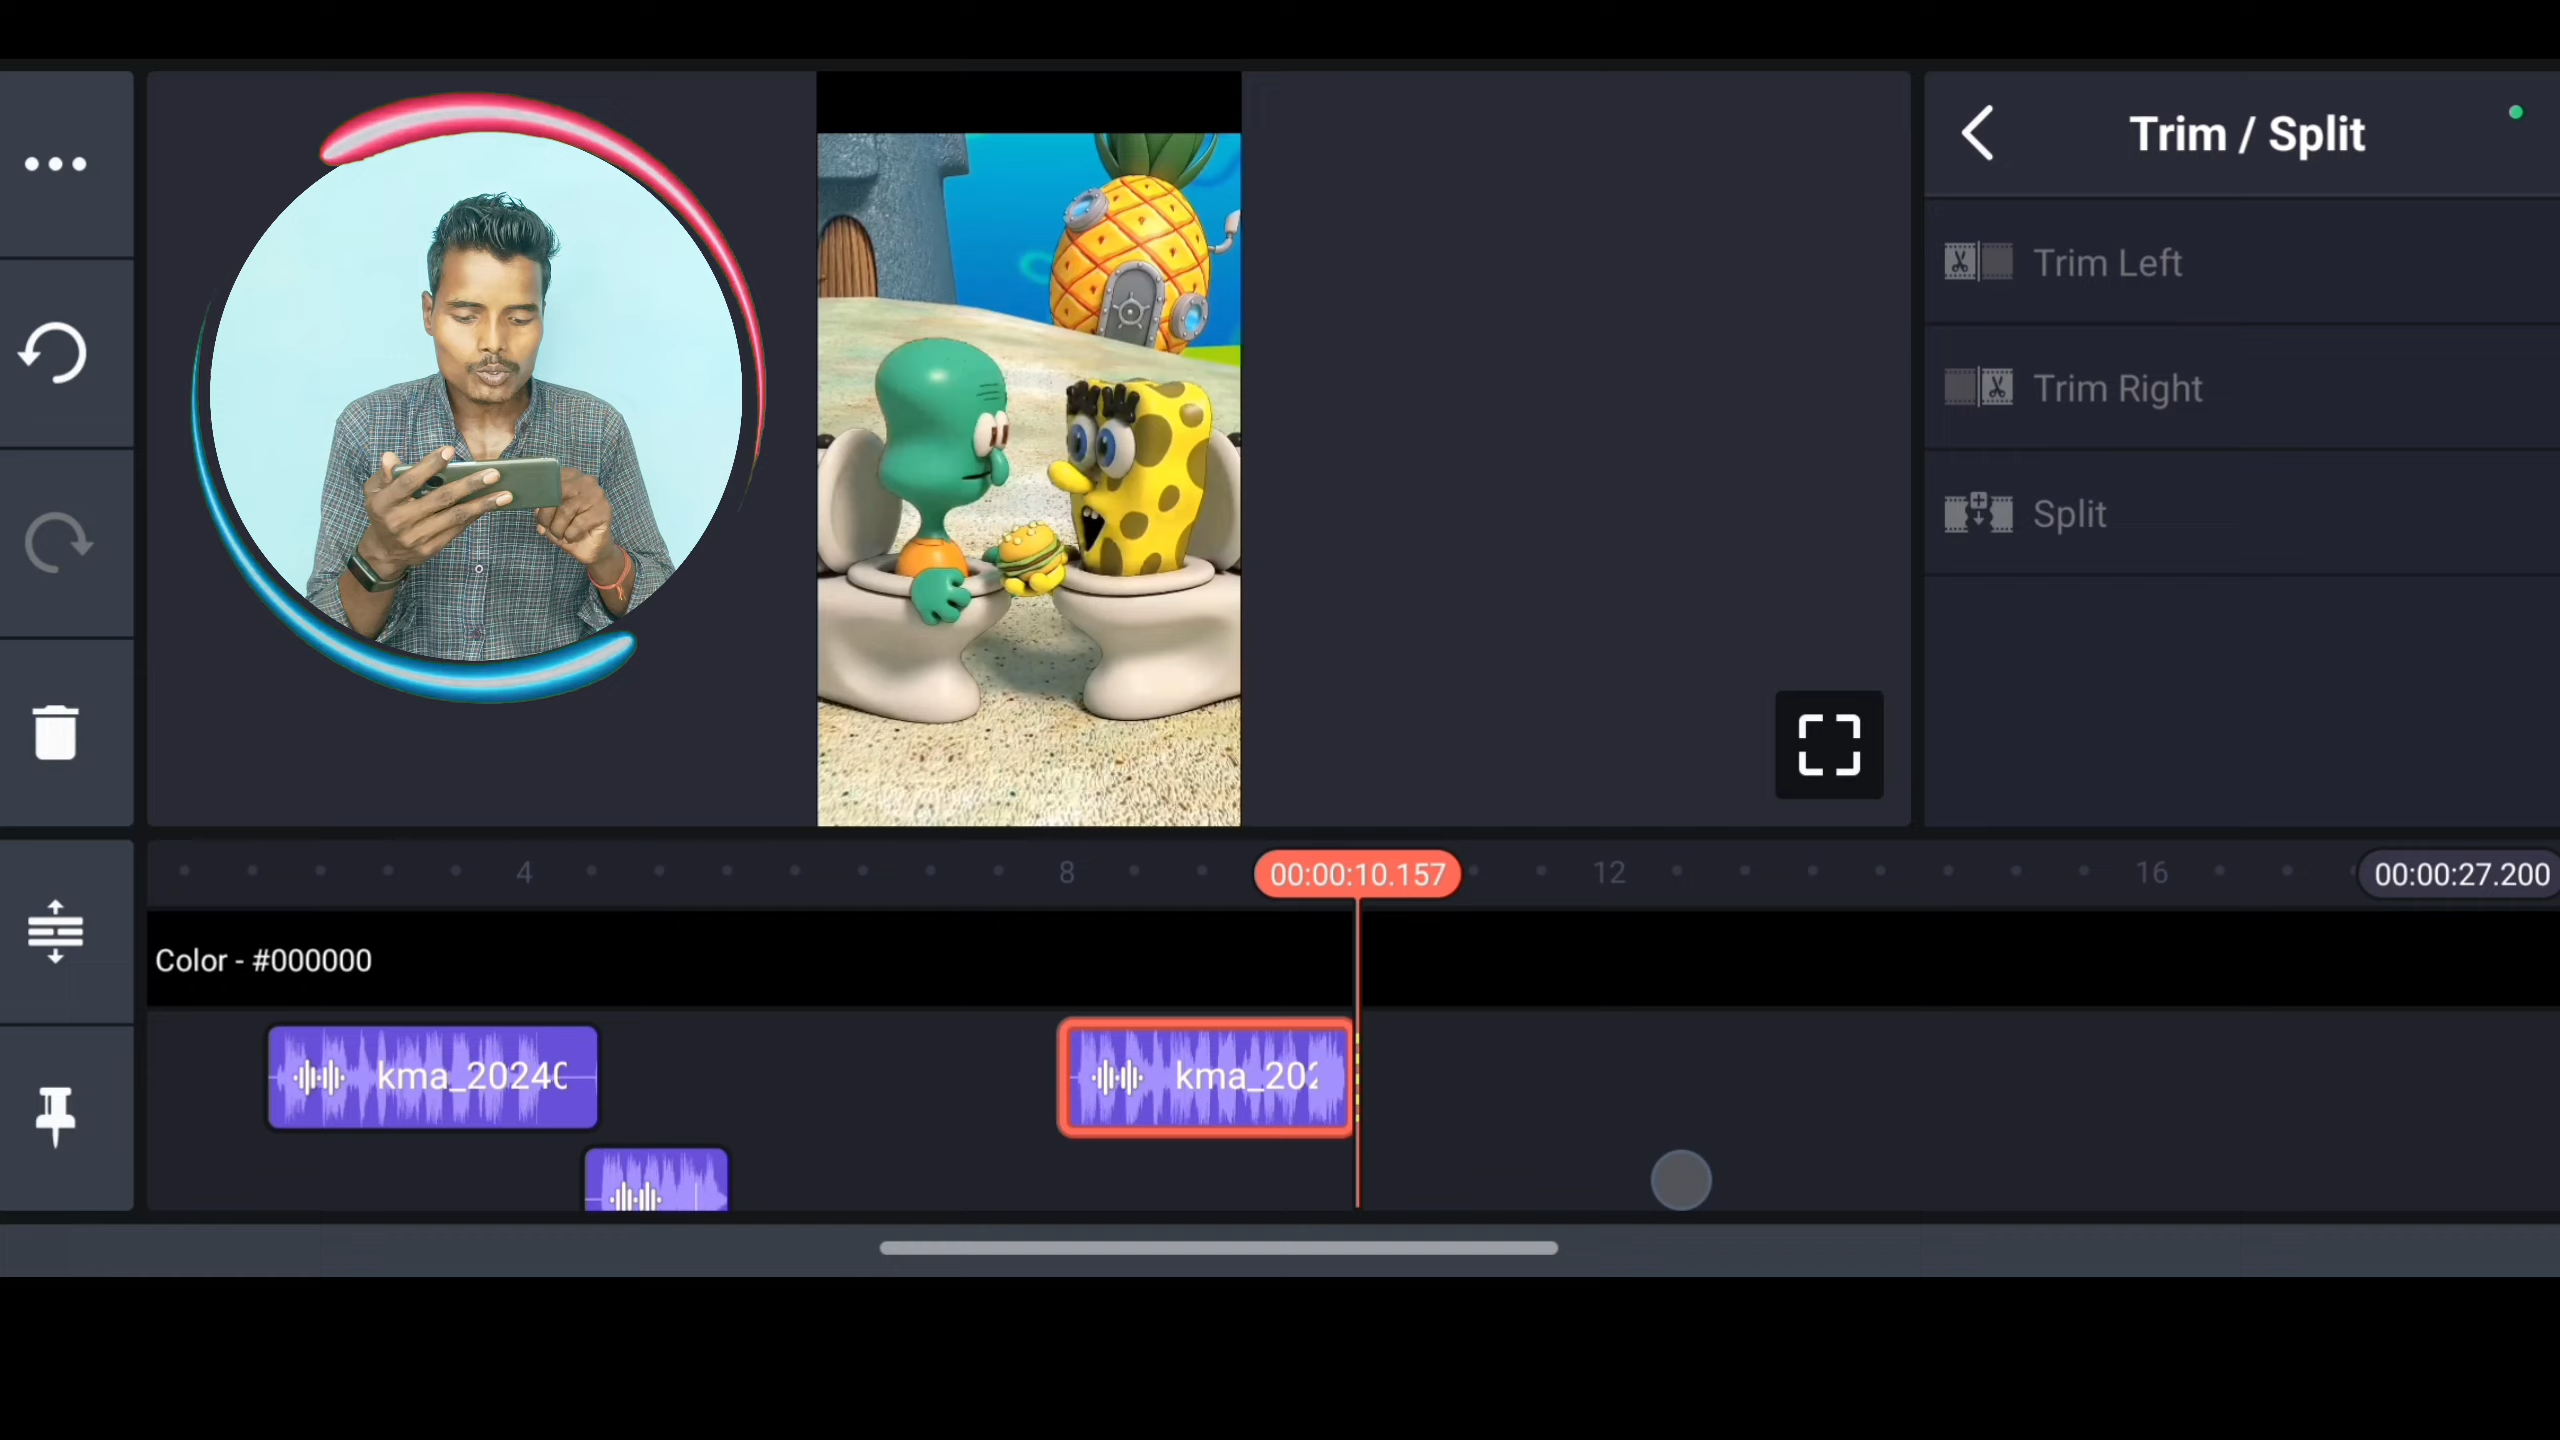 Trim / Split
Trim Left
Trim Right
Split
4
8
00:00:10.157
12
16
00:00:27.200
Color - #000000
kma_2024
kma_202